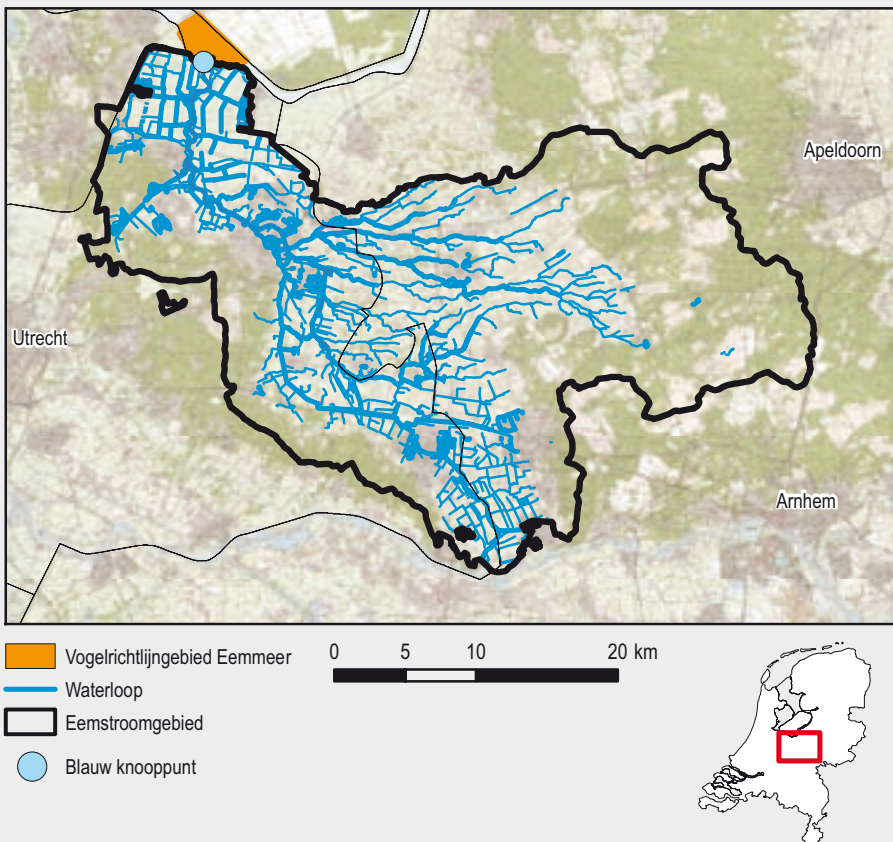 Apeldoorn
Utrecht
Arnhem
Vogelrichtlijngebied Eemmeer
Waterloop
Eemstroomgebied
Blauw knooppunt
0 5 10 20 km